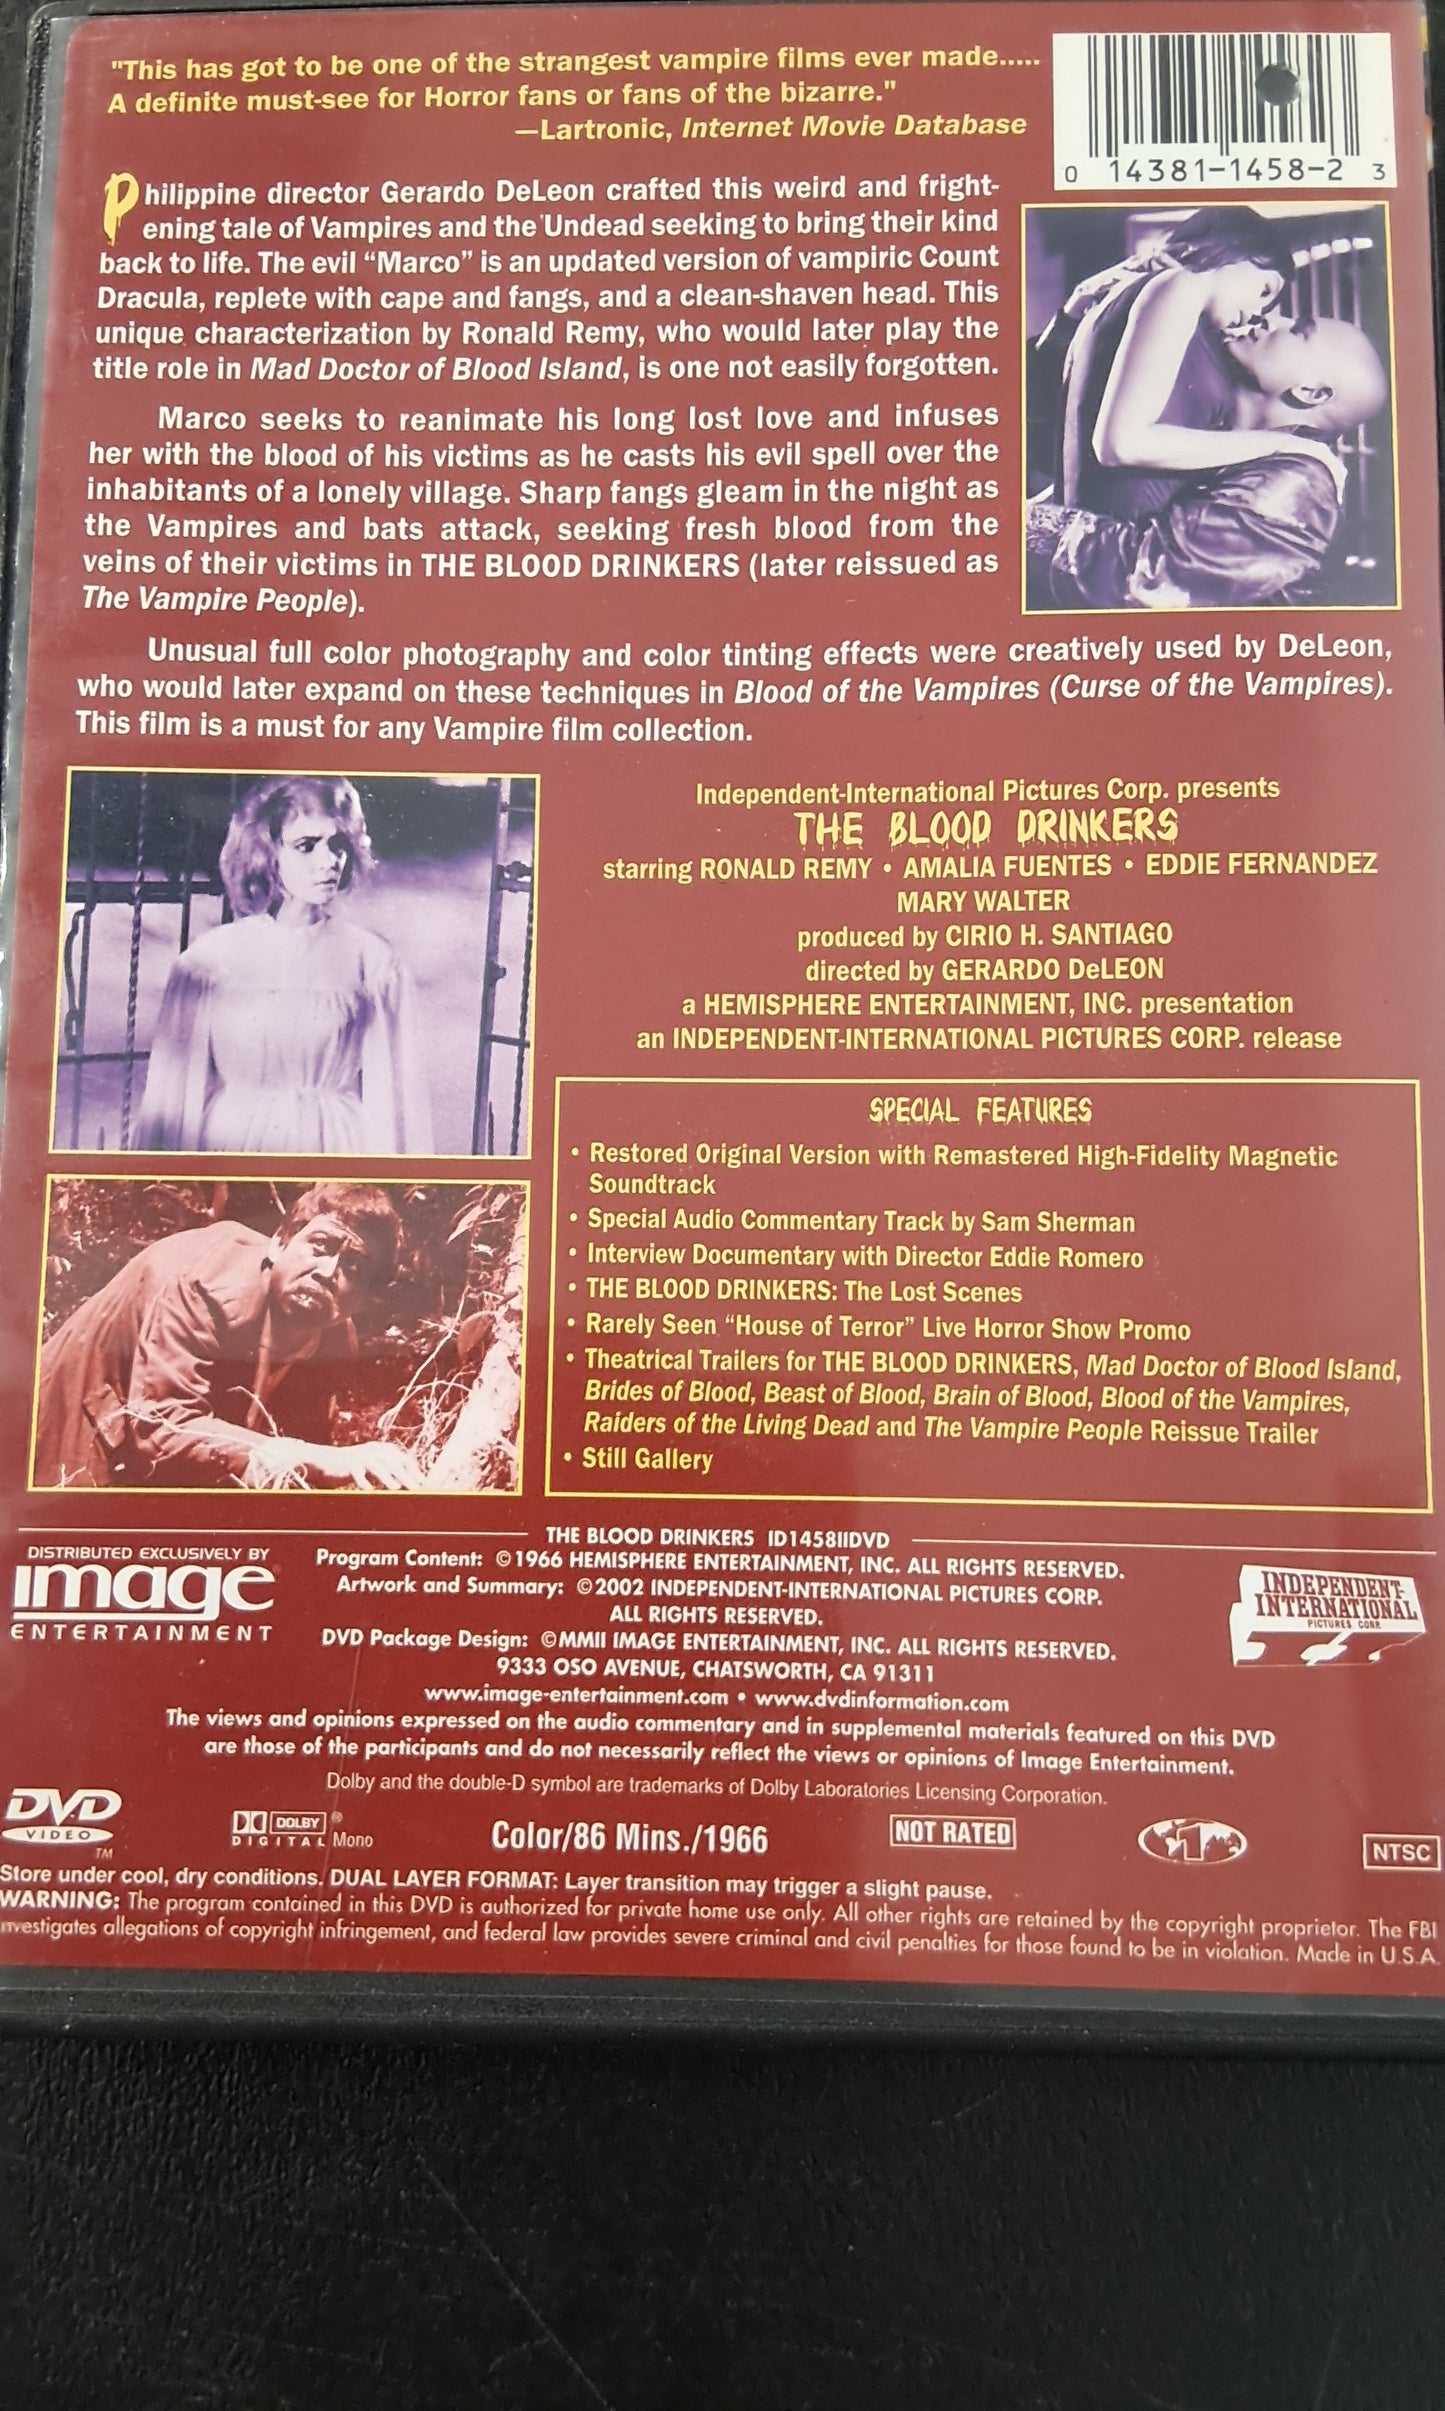 "This has got to be one of the strangest vampire films ever made.....
A definite must-see for Horror fans or fans of the bizarre."
—Lartronic, Internet Movie Database
0 14381-1458-2 3
Philippine director Gerardo DeLeon crafted this weird and fright-
ening tale of Vampires and the Undead seeking to bring their kind
back to life. The evil “Marco” is an updated version of vampiric Count
Dracula, replete with cape and fangs, and a clean-shaven head. This
unique characterization by Ronald Remy, who would later play the
title role in Mad Doctor of Blood Island, is one not easily forgotten.
Marco seeks to reanimate his long lost love and infuses
her with the blood of his victims as he casts his evil spell over the
inhabitants of a lonely village. Sharp fangs gleam in the night as
the Vampires and bats attack, seeking fresh blood from the
veins of their victims in THE BLOOD DRINKERS (later reissued as
The Vampire People).
Unusual full color photography and color tinting effects were creatively used by DeLeon,
who would later expand on these techniques in Blood of the Vampires (Curse of the Vampires).
This film is a must for any Vampire film collection.
Independent-International Pictures Corp. presents
THE BLOOD DRINKERS
starring RONALD REMY • AMALIA FUENTES • EDDIE FERNANDEZ
MARY WALTER
produced by CIRIO H. SANTIAGO
directed by GERARDO DeLEON
a HEMISPHERE ENTERTAINMENT, INC. presentation
an INDEPENDENT-INTERNATIONAL PICTURES CORP. release
SPECIAL FEATURES
• Restored Original Version with Remastered High-Fidelity Magnetic
Soundtrack
• Special Audio Commentary Track by Sam Sherman
• Interview Documentary with Director Eddie Romero
• THE BLOOD DRINKERS: The Lost Scenes
• Rarely Seen “House of Terror” Live Horror Show Promo
• Theatrical Trailers for THE BLOOD DRINKERS, Mad Doctor of Blood Island,
Brides of Blood, Beast of Blood, Brain of Blood, Blood of the Vampires,
Raiders of the Living Dead and The Vampire People Reissue Trailer
• Still Gallery
THE BLOOD DRINKERS ID1458IIDVD
DISTRIBUTED EXCLUSIVELY BY
image
ENTERTAINMENT
Program Content: ©1966 HEMISPHERE ENTERTAINMENT, INC. ALL RIGHTS RESERVED.
Artwork and Summary: ©2002 INDEPENDENT-INTERNATIONAL PICTURES CORP.
ALL RIGHTS RESERVED.
DVD Package Design: ©MMII IMAGE ENTERTAINMENT, INC. ALL RIGHTS RESERVED.
9333 OSO AVENUE, CHATSWORTH, CA 91311
www.image-entertainment.com • www.dvdinformation.com
INDEPENDENT-
INTERNATIONAL
PICTURES CORP.
The views and opinions expressed on the audio commentary and in supplemental materials featured on this DVD
are those of the participants and do not necessarily reflect the views or opinions of Image Entertainment.
Dolby and the double-D symbol are trademarks of Dolby Laboratories Licensing Corporation.
DVD
VIDEO
TM
DOLBY ®
DIGITAL Mono
Color/86 Mins./1966
NOT RATED
1
NTSC
Store under cool, dry conditions. DUAL LAYER FORMAT: Layer transition may trigger a slight pause.
WARNING: The program contained in this DVD is authorized for private home use only. All other rights are retained by the copyright proprietor. The FBI
investigates allegations of copyright infringement, and federal law provides severe criminal and civil penalties for those found to be in violation. Made in U.S.A.